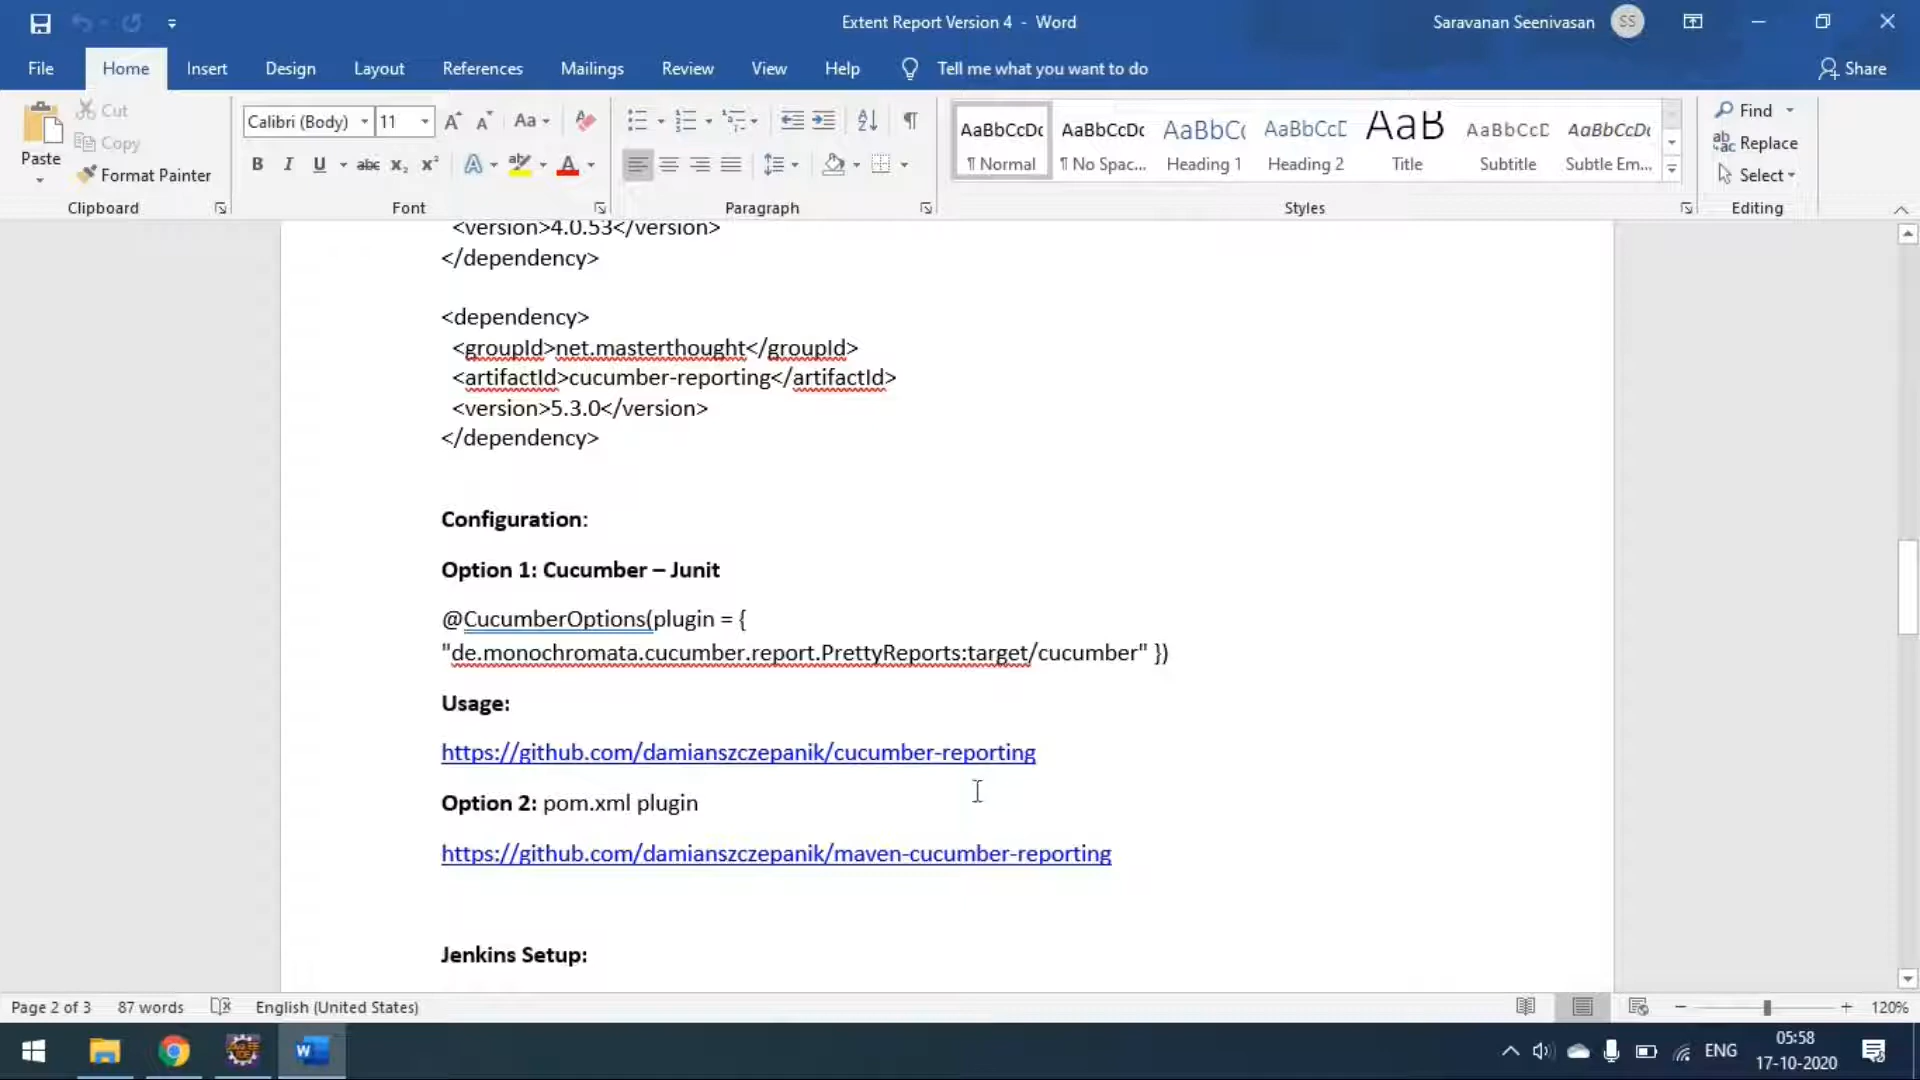 Extent Report Version 4 - Word
Saravanan Seenivasan
SS
File Home Insert Design Layout References Mailings Review View Help Tell me what you want to do
Share
Paste
Cut
Copy
Format Painter
Clipboard
Calibri (Body) 11
Font
Paragraph
AaBbCcDc AaBbCcDc AaBbC AaBbCcE AaB AaBbCcD AaBbCcDc
¶ Normal ¶ No Spac... Heading 1 Heading 2 Title Subtitle Subtle Em...
Styles
Find
Replace
Select
Editing
<version>4.0.53</version>
</dependency>
<dependency>
<groupId>net.masterthought</groupId>
<artifactId>cucumber-reporting</artifactId>
<version>5.3.0</version>
</dependency>
Configuration:
Option 1: Cucumber – Junit
@CucumberOptions(plugin = {
"de.monochromata.cucumber.report.PrettyReports:target/cucumber" })
Usage:
https://github.com/damianszczepanik/cucumber-reporting
Option 2: pom.xml plugin
https://github.com/damianszczepanik/maven-cucumber-reporting
Jenkins Setup:
Page 2 of 3 87 words English (United States)
120%
ENG
05:58
17-10-2020